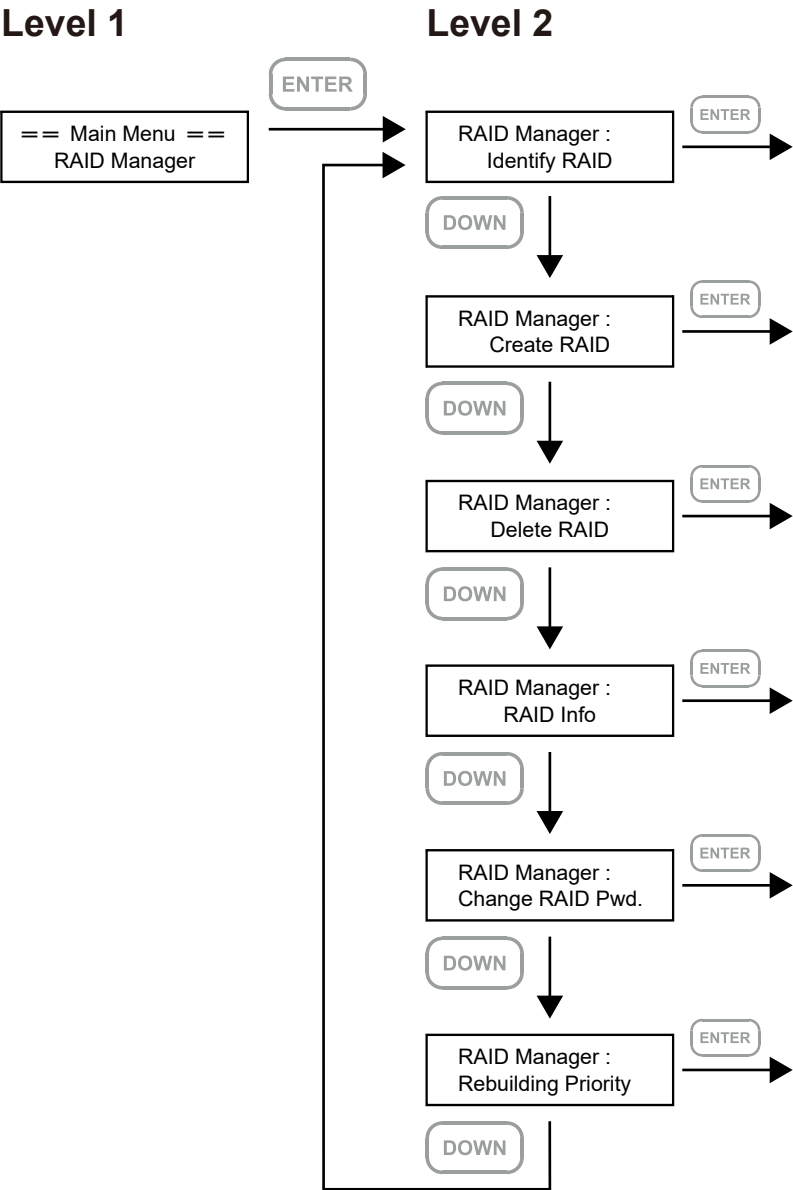 Level 1
Level 2
ENTER
ENTER
== Main Menu ==
RAID Manager
RAID Manager :
Identify RAID
DOWN
ENTER
RAID Manager :
Create RAID
DOWN
ENTER
RAID Manager :
Delete RAID
DOWN
ENTER
RAID Manager :
RAID Info
DOWN
ENTER
RAID Manager :
Change RAID Pwd.
DOWN
ENTER
RAID Manager :
Rebuilding Priority
DOWN